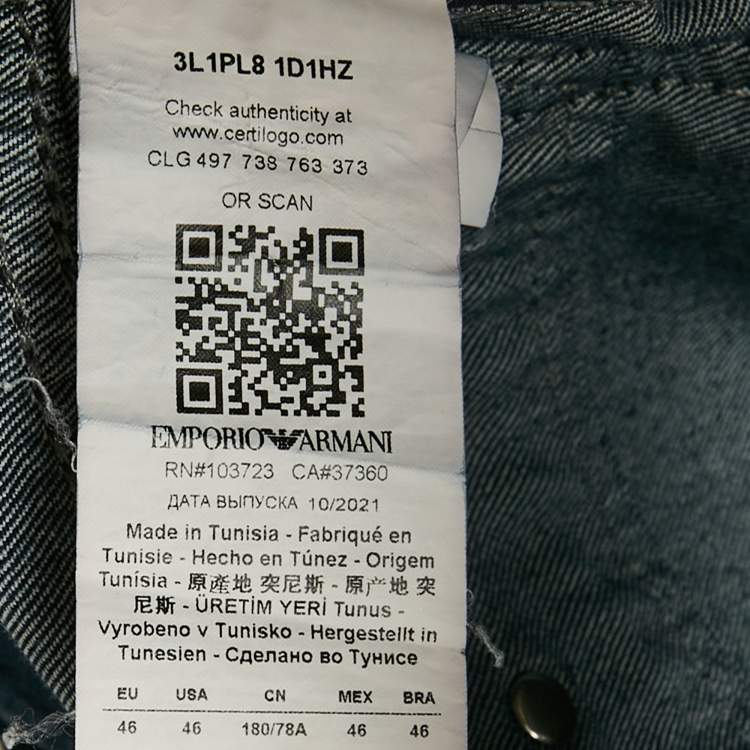 3L1PL8 1D1HZ
Check authenticity at
www.certilogo.com
CLG 497 738 763 373
OR SCAN
EMPORIO ARMANI
RN#103723 CA#37360
ДАТА ВЫПУСКА 10/2021
Made in Tunisia - Fabriqué en
Tunisie - Hecho en Túnez - Origem
Tunísia - 原產地 突尼斯 - 原产地 突
尼斯 - ÜRETİM YERİ Tunus -
Vyrobeno v Tunisko - Hergestellt in
Tunesien - Сделано во Тунисе
EU USA CN MEX BRA
46 46 180/78A 46 46